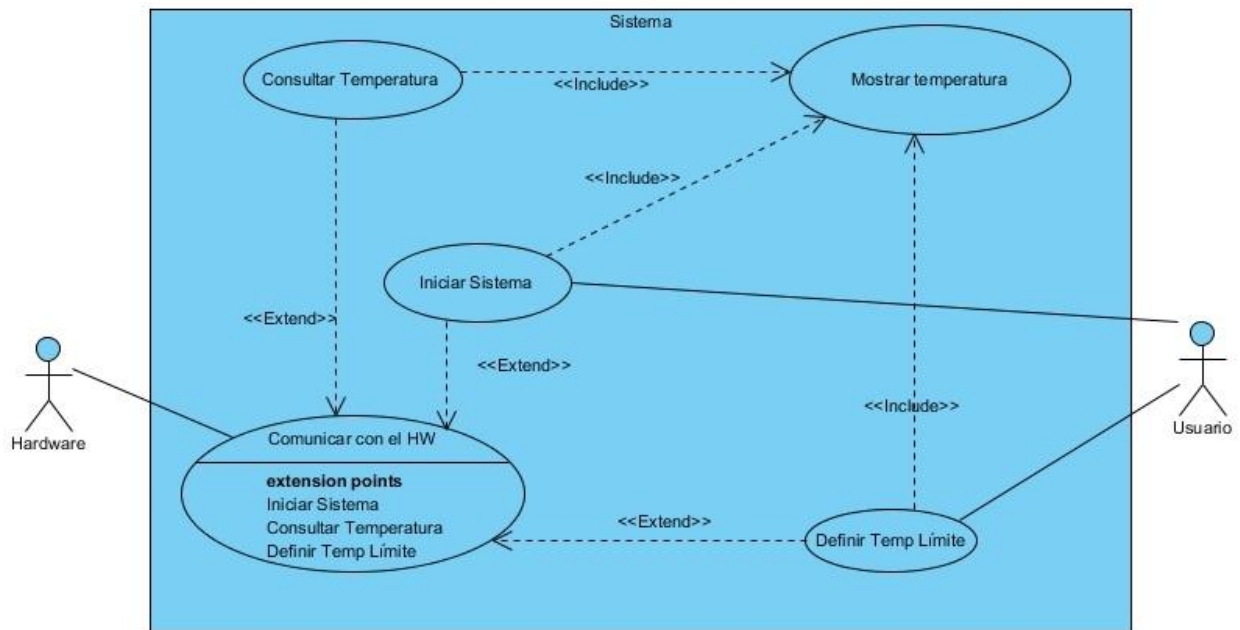 Sistema
Consultar Temperatura
<<Include>>
Mostrar temperatura
<<Include>>
Iniciar Sistema
<<Extend>>
<<Extend>>
Hardware
<<Include>>
Usuario
Comunicar con el HW
extension points
Iniciar Sistema
Consultar Temperatura
Definir Temp Límite
<<Extend>>
Definir Temp Límite